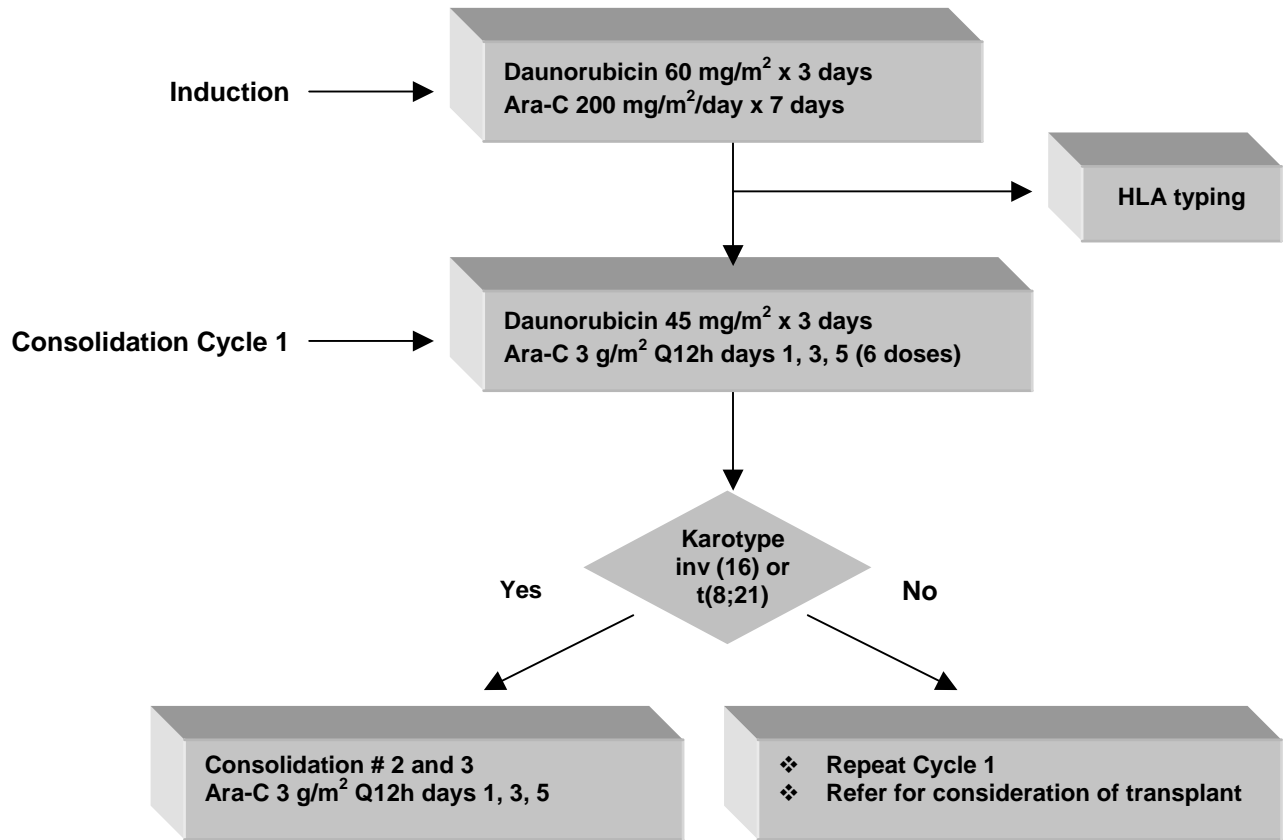 Induction
Daunorubicin 60 mg/m² x 3 days
Ara-C 200 mg/m²/day x 7 days
HLA typing
Consolidation Cycle 1
Daunorubicin 45 mg/m² x 3 days
Ara-C 3 g/m² Q12h days 1, 3, 5 (6 doses)
Karotype
inv (16) or
t(8;21)
Yes
No
Consolidation # 2 and 3
Ara-C 3 g/m² Q12h days 1, 3, 5
❖ Repeat Cycle 1
❖ Refer for consideration of transplant